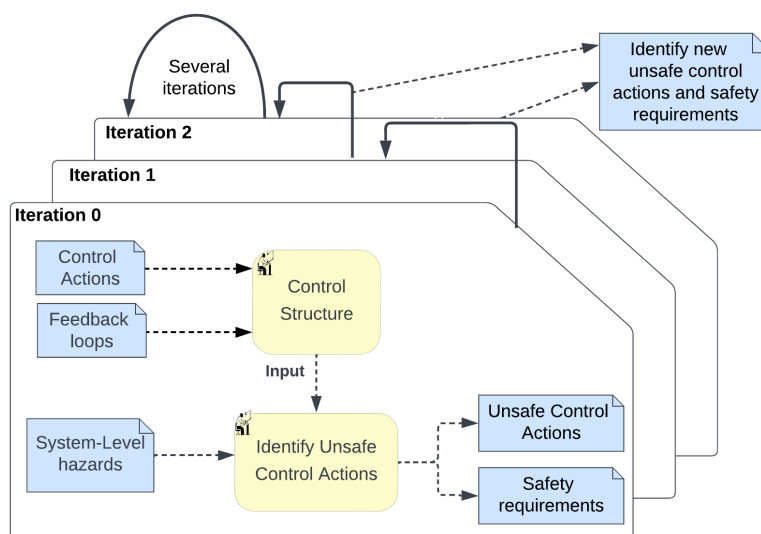 Several
iterations
Identify new
unsafe control
actions and safety
requirements
Iteration 2
Iteration 1
Iteration 0
Control
Actions
Feedback
loops
Control
Structure
Input
System-Level
hazards
Identify Unsafe
Control Actions
Unsafe Control
Actions
Safety
requirements